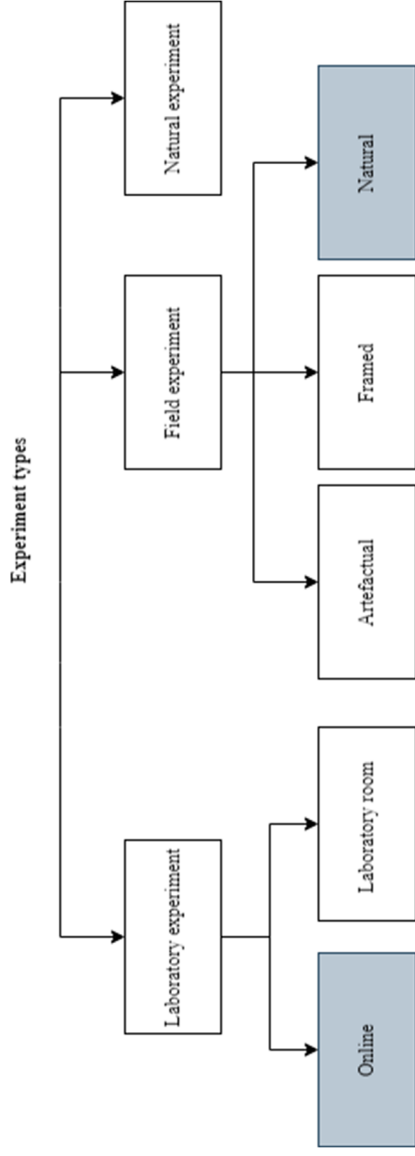 Experiment types
Laboratory experiment
Field experiment
Natural experiment
Online
Laboratory room
Artefactual
Framed
Natural